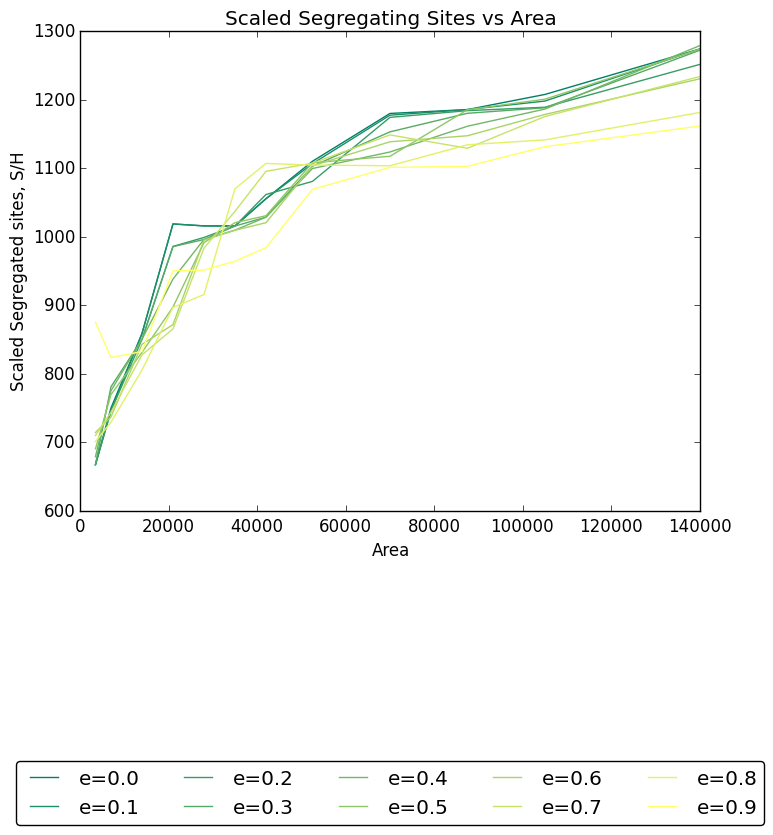 Scaled Segregating Sites vs Area
1300
1200
1100
1000
900
800
700
600
Scaled Segregated sites, S/H
0 20000 40000 60000 80000 100000 120000 140000
Area
e=0.0 e=0.2 e=0.4 e=0.6 e=0.8
e=0.1 e=0.3 e=0.5 e=0.7 e=0.9